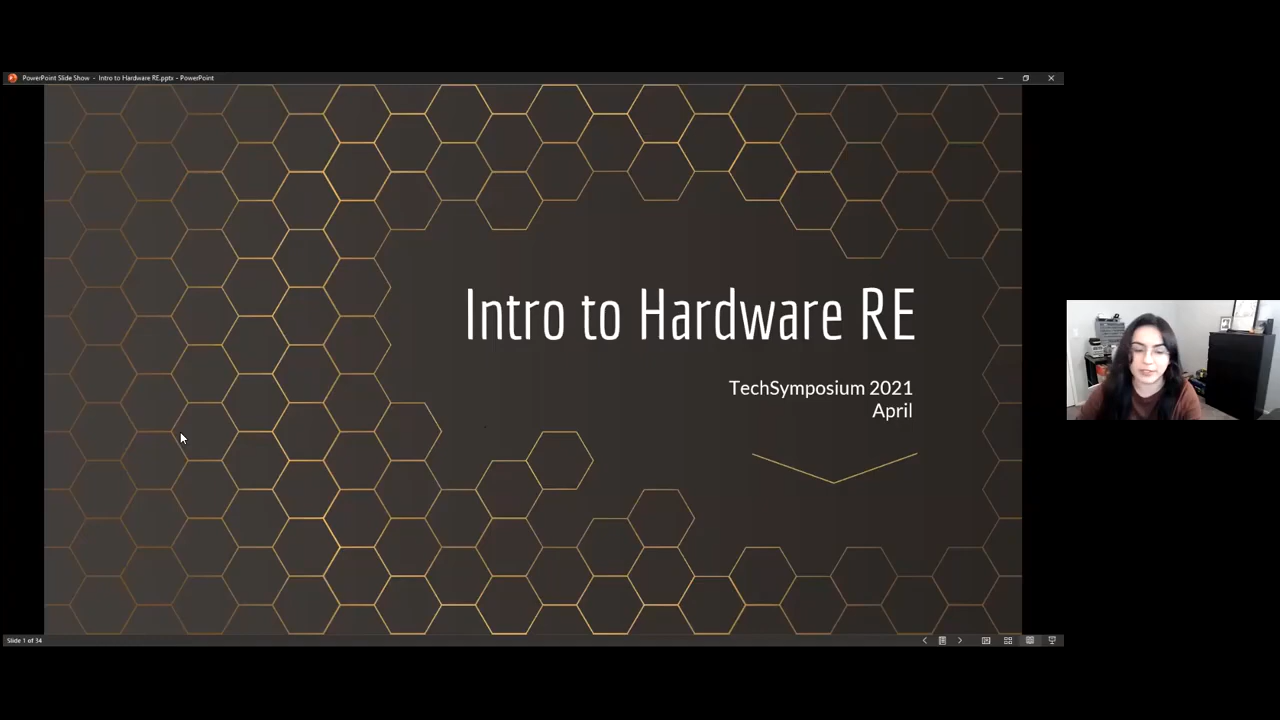 PowerPoint Slide Show - Intro to Hardware RE.pptx - PowerPoint
Intro to Hardware RE
TechSymposium 2021
April
Slide 1 of 34